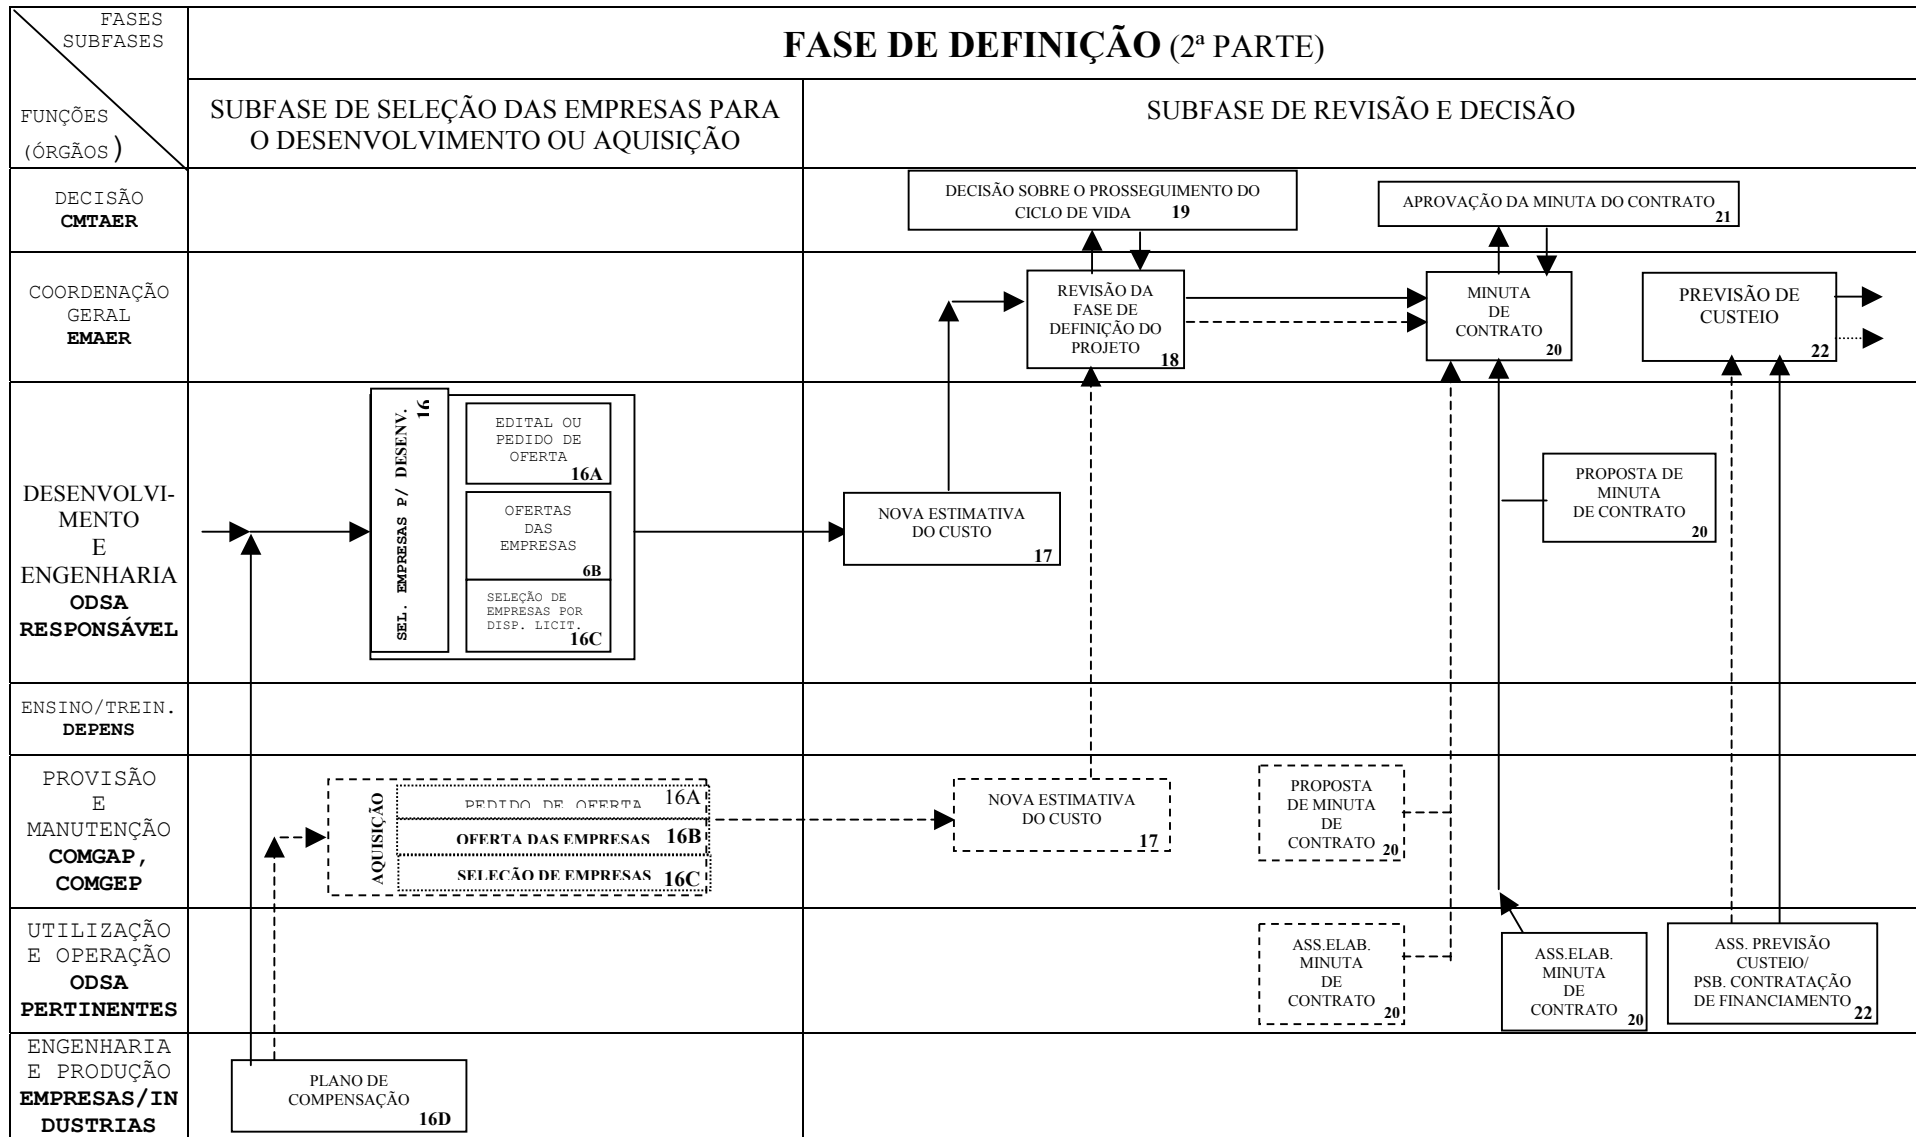 FASES
SUBFASES
FUNÇÕES
(ÓRGÃOS)
FASE DE DEFINIÇÃO (2ª PARTE)
SUBFASE DE SELEÇÃO DAS EMPRESAS PARA
O DESENVOLVIMENTO OU AQUISIÇÃO
SUBFASE DE REVISÃO E DECISÃO
DECISÃO
CMTAER
DECISÃO SOBRE O PROSSEGUIMENTO DO
CICLO DE VIDA 19
APROVAÇÃO DA MINUTA DO CONTRATO
21
COORDENAÇÃO
GERAL
EMAER
REVISÃO DA
FASE DE
DEFINIÇÃO DO
PROJETO
18
MINUTA
DE
CONTRATO
20
PREVISÃO DE
CUSTEIO
22
DESENVOLVI-
MENTO
E
ENGENHARIA
ODSA
RESPONSÁVEL
SEL. EMPRESAS P/ DESENV.
16
EDITAL OU
PEDIDO DE
OFERTA
16A
OFERTAS
DAS
EMPRESAS
6B
SELEÇÃO DE
EMPRESAS POR
DISP. LICIT.
16C
NOVA ESTIMATIVA
DO CUSTO
17
PROPOSTA DE
MINUTA
DE CONTRATO
20
ENSINO/TREIN.
DEPENS
PROVISÃO
E
MANUTENÇÃO
COMGAP,
COMGEP
AQUISIÇÃO
PEDIDO DE OFERTA 16A
OFERTA DAS EMPRESAS 16B
SELEÇÃO DE EMPRESAS 16C
NOVA ESTIMATIVA
DO CUSTO
17
PROPOSTA
DE MINUTA
DE
CONTRATO
20
UTILIZAÇÃO
E OPERAÇÃO
ODSA
PERTINENTES
ASS.ELAB.
MINUTA
DE
CONTRATO
20
ASS.ELAB.
MINUTA
DE
CONTRATO
20
ASS. PREVISÃO
CUSTEIO/
PSB. CONTRATAÇÃO
DE FINANCIAMENTO
22
ENGENHARIA
E PRODUÇÃO
EMPRESAS/IN
DUSTRIAS
PLANO DE
COMPENSAÇÃO
16D